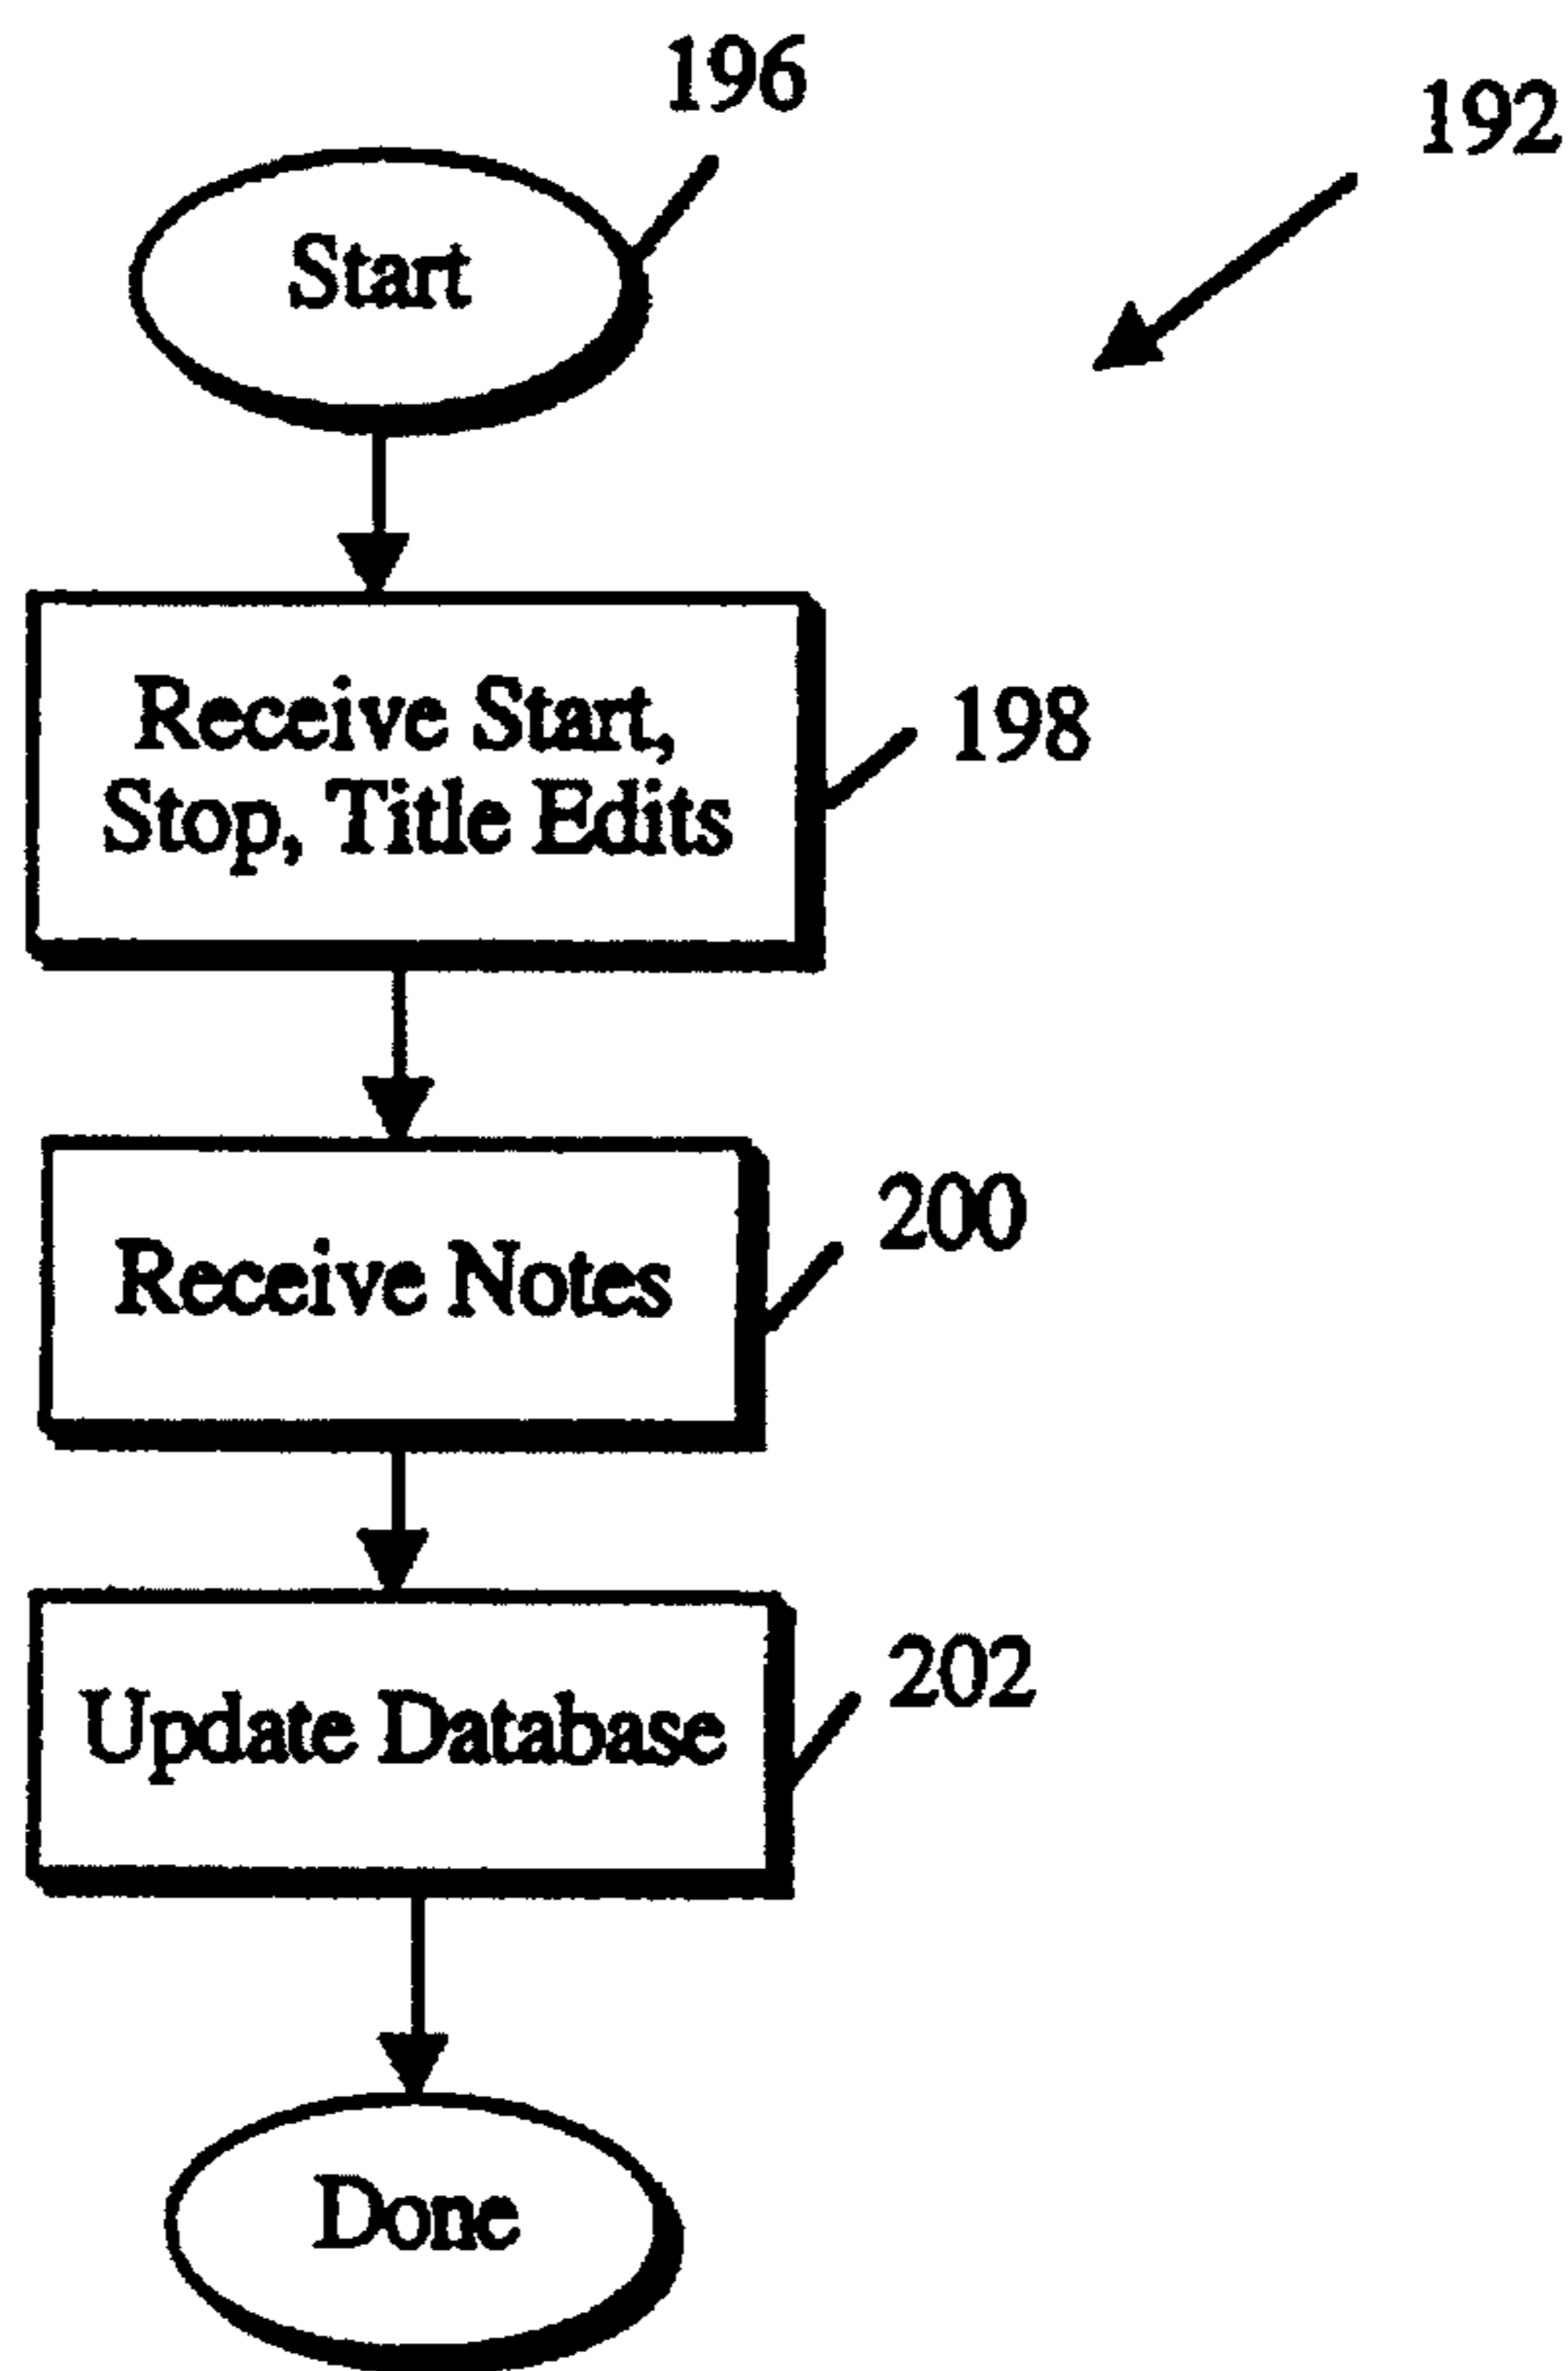 196
192
Start
Receive Start,
Stop, Title Edits
198
200
Receive Notes
202
Update Database
Done